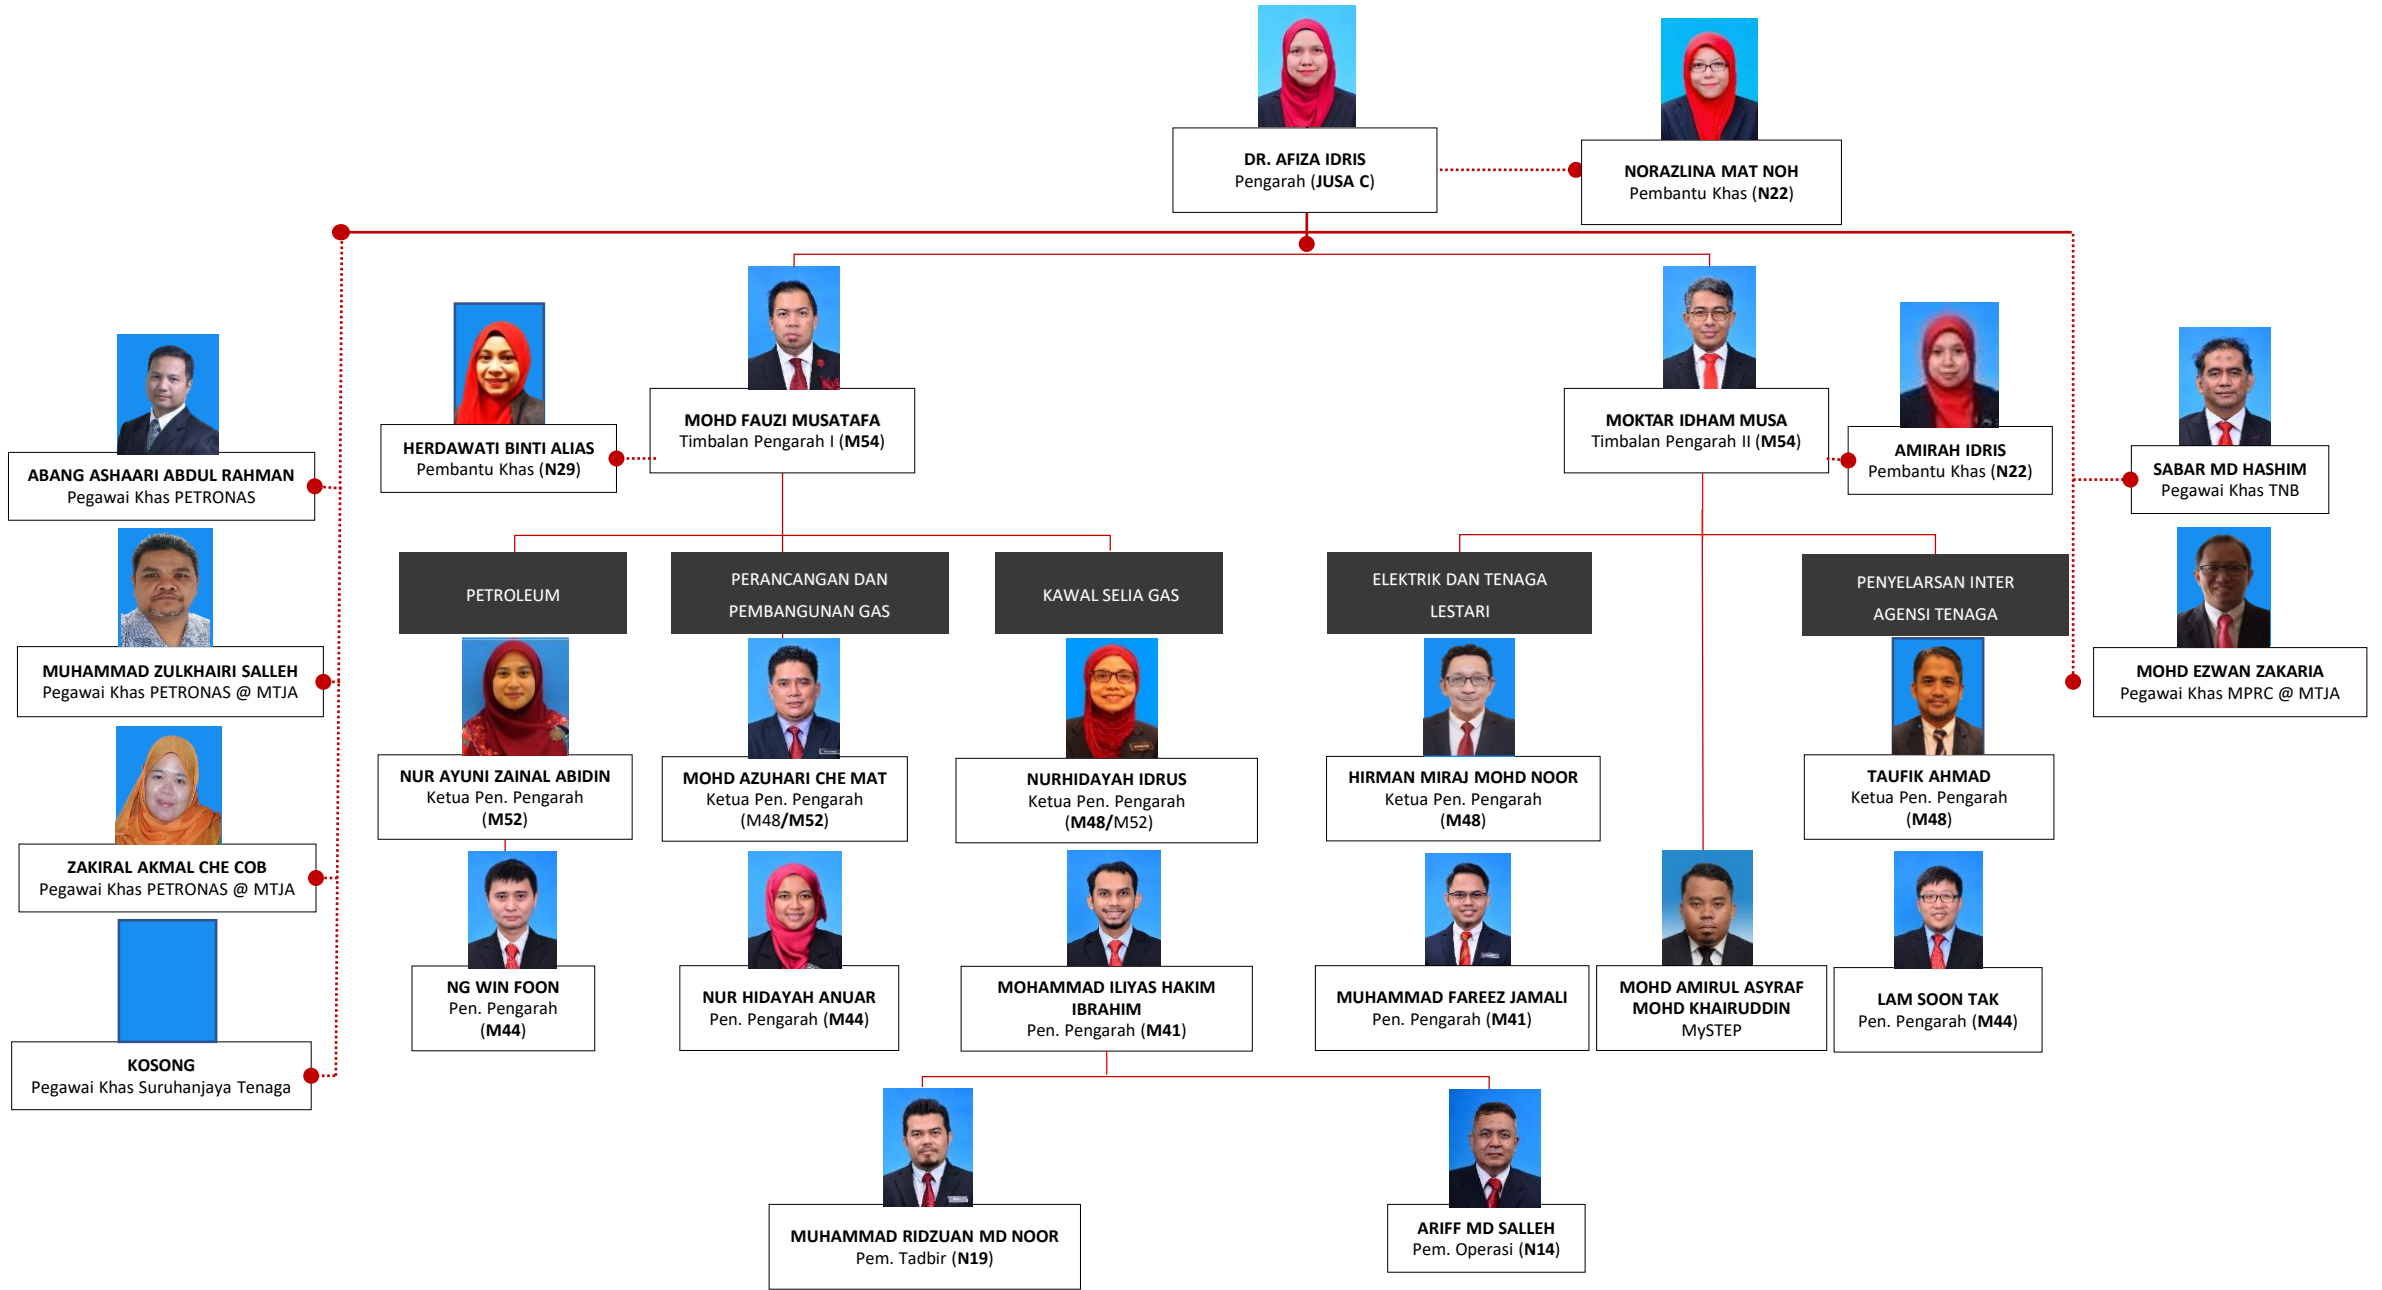 DR. AFIZA IDRIS
Pengarah (JUSA C)
NORAZLINA MAT NOH
Pembantu Khas (N22)
MOHD FAUZI MUSATAFA
Timbalan Pengarah I (M54)
HERDAWATI BINTI ALIAS
Pembantu Khas (N29)
MOKTAR IDHAM MUSA
Timbalan Pengarah II (M54)
AMIRAH IDRIS
Pembantu Khas (N22)
ABANG ASHAARI ABDUL RAHMAN
Pegawai Khas PETRONAS
MUHAMMAD ZULKHAIRI SALLEH
Pegawai Khas PETRONAS @ MTJA
ZAKIRAL AKMAL CHE COB
Pegawai Khas PETRONAS @ MTJA
KOSONG
Pegawai Khas Suruhanjaya Tenaga
SABAR MD HASHIM
Pegawai Khas TNB
MOHD EZWAN ZAKARIA
Pegawai Khas MPRC @ MTJA
PETROLEUM
PERANCANGAN DAN
PEMBANGUNAN GAS
KAWAL SELIA GAS
ELEKTRIK DAN TENAGA
LESTARI
PENYELARSAN INTER
AGENSI TENAGA
NUR AYUNI ZAINAL ABIDIN
Ketua Pen. Pengarah
(M52)
MOHD AZUHARI CHE MAT
Ketua Pen. Pengarah
(M48/M52)
NURHIDAYAH IDRUS
Ketua Pen. Pengarah
(M48/M52)
HIRMAN MIRAJ MOHD NOOR
Ketua Pen. Pengarah
(M48)
TAUFIK AHMAD
Ketua Pen. Pengarah
(M48)
NG WIN FOON
Pen. Pengarah
(M44)
NUR HIDAYAH ANUAR
Pen. Pengarah (M44)
MOHAMMAD ILIYAS HAKIM
IBRAHIM
Pen. Pengarah (M41)
MUHAMMAD FAREEZ JAMALI
Pen. Pengarah (M41)
MOHD AMIRUL ASYRAF
MOHD KHAIRUDDIN
MySTEP
LAM SOON TAK
Pen. Pengarah (M44)
MUHAMMAD RIDZUAN MD NOOR
Pem. Tadbir (N19)
ARIFF MD SALLEH
Pem. Operasi (N14)